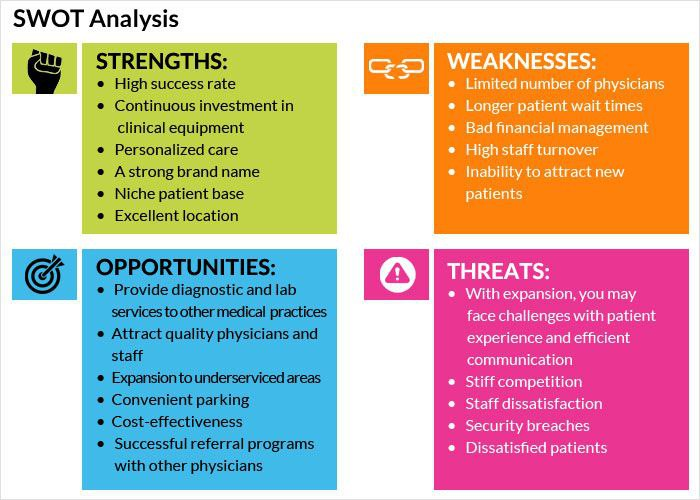 SWOT Analysis
STRENGTHS:
• High success rate
• Continuous investment in
clinical equipment
• Personalized care
• A strong brand name
• Niche patient base
• Excellent location
WEAKNESSES:
• Limited number of physicians
• Longer patient wait times
• Bad financial management
• High staff turnover
• Inability to attract new
patients
OPPORTUNITIES:
• Provide diagnostic and lab
services to other medical practices
• Attract quality physicians and
staff
• Expansion to underserviced areas
• Convenient parking
• Cost-effectiveness
• Successful referral programs
with other physicians
THREATS:
• With expansion, you may
face challenges with patient
experience and efficient
communication
• Stiff competition
• Staff dissatisfaction
• Security breaches
• Dissatisfied patients